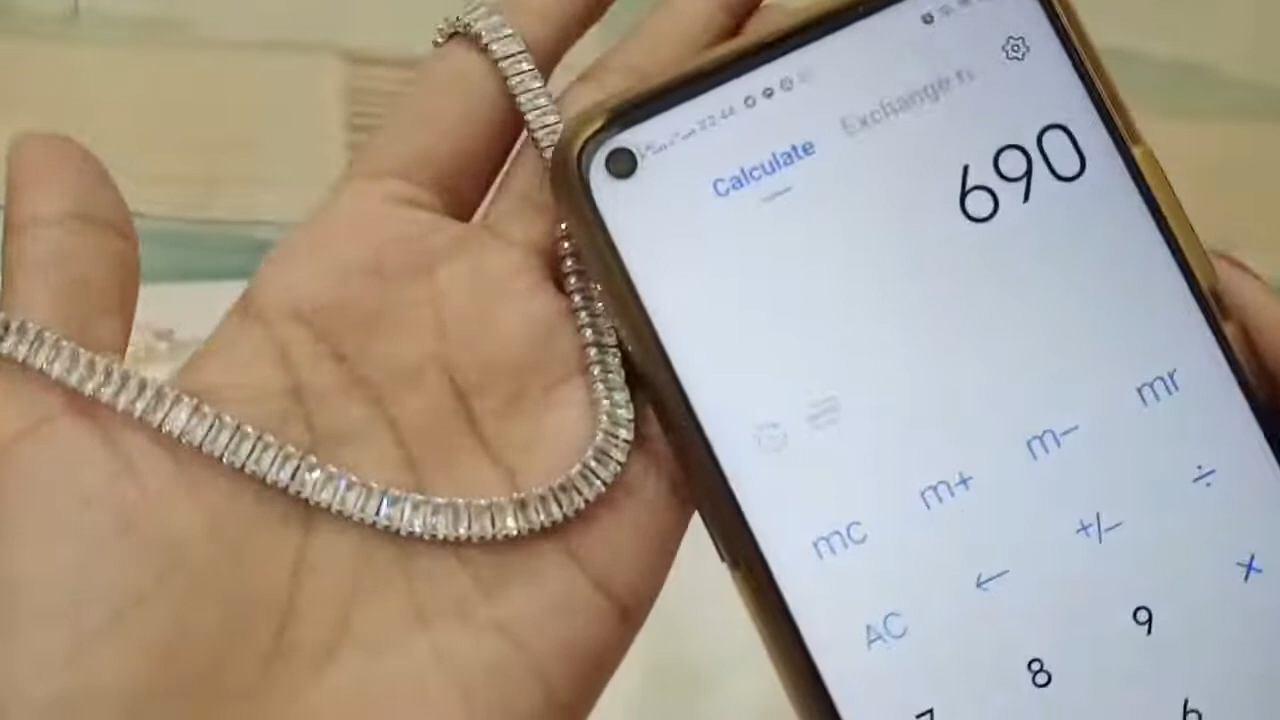 Calculate
690
mc m+ m- mr
AC ← +/- ÷
8 9 ×